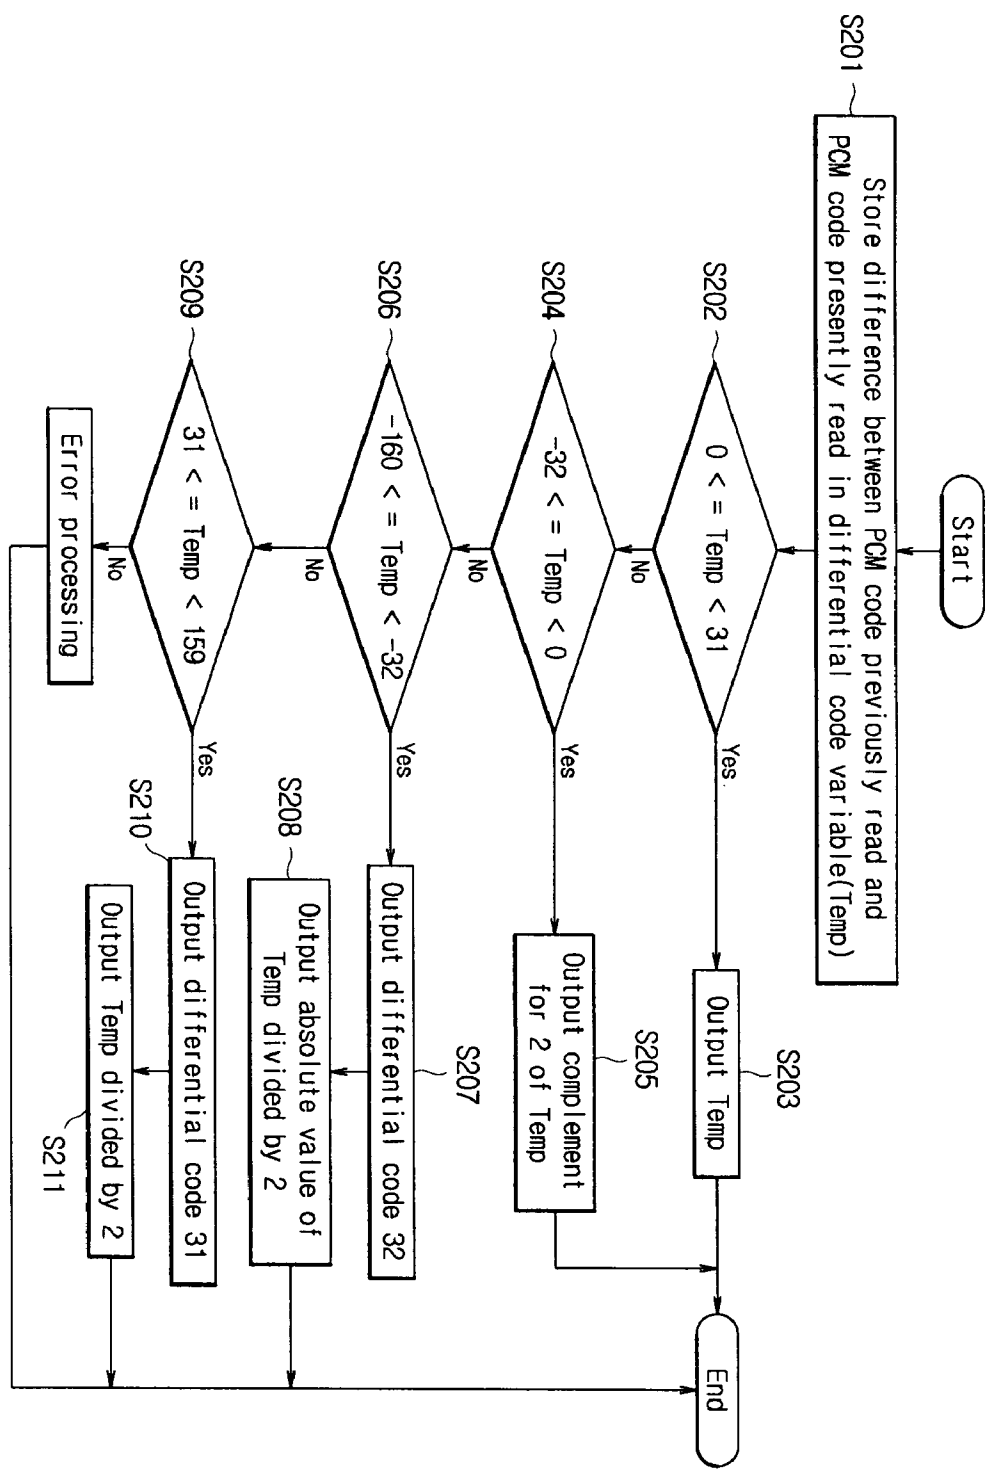 Start
S201
Store difference between PCM code previously read and
PCM code presently read in differential code variable(Temp)
S202
0 < = Temp < 31
Yes
No
S203
Output Temp
End
S204
-32 < = Temp < 0
Yes
No
S205
Output complement
for 2 of Temp
S206
-160 < = Temp < -32
Yes
No
S207
Output differential code 32
S208
Output absolute value of
Temp divided by 2
S209
31 < = Temp < 159
Yes
No
S210
Output differential code 31
Output Temp divided by 2
S211
Error processing